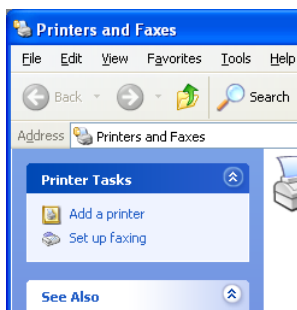 Printers and Faxes
File Edit View Favorites Tools Help
Back Search
Address Printers and Faxes
Printer Tasks
Add a printer
Set up faxing
See Also